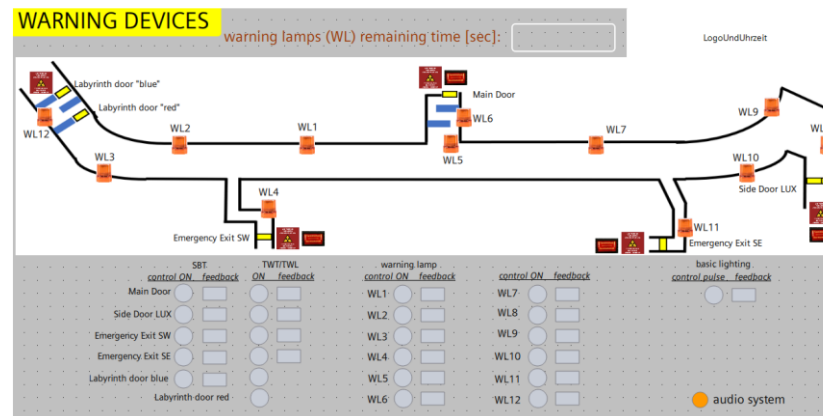 WARNING DEVICES
warning lamps (WL) remaining time [sec]:
LogoUndUhrzeit
Labyrinth door "blue"
Labyrinth door "red"
Main Door
WL12
WL2
WL1
WL6
WL5
WL7
WL9
WL
WL3
WL10
WL4
Side Door LUX
WL11
Emergency Exit SW
Emergency Exit SE
SBT
TWT/TWL
warning lamp
basic lighting
control ON feedback
ON feedback
control ON feedback
control ON feedback
control pulse feedback
Main Door
Side Door LUX
Emergency Exit SW
Emergency Exit SE
Labyrinth door blue
Labyrinth door red
WL1
WL2
WL3
WL4
WL5
WL6
WL7
WL8
WL9
WL10
WL11
WL12
audio system